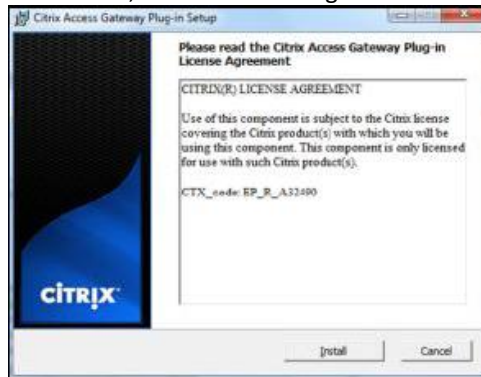 Citrix Access Gateway Plug-in Setup
Please read the Citrix Access Gateway Plug-in
License Agreement
CITRIX(R) LICENSE AGREEMENT
Use of this component is subject to the Citrix license
covering the Citrix product(s) with which you will be
using this component. This component is only licensed
for use with such Citrix product(s).
CTX_code: EP_R_A32490
CİTRIX
Install
Cancel